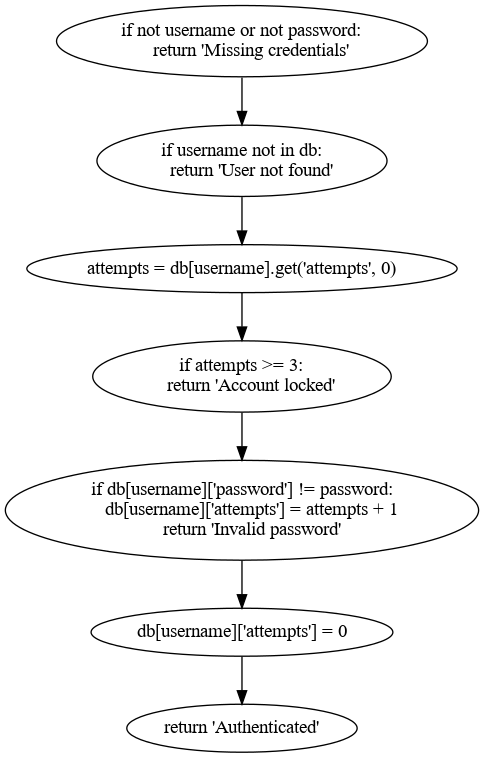 if not username or not password:
return 'Missing credentials'
if username not in db:
return 'User not found'
attempts = db[username].get('attempts', 0)
if attempts >= 3:
return 'Account locked'
if db[username]['password'] != password:
db[username]['attempts'] = attempts + 1
return 'Invalid password'
db[username]['attempts'] = 0
return 'Authenticated'